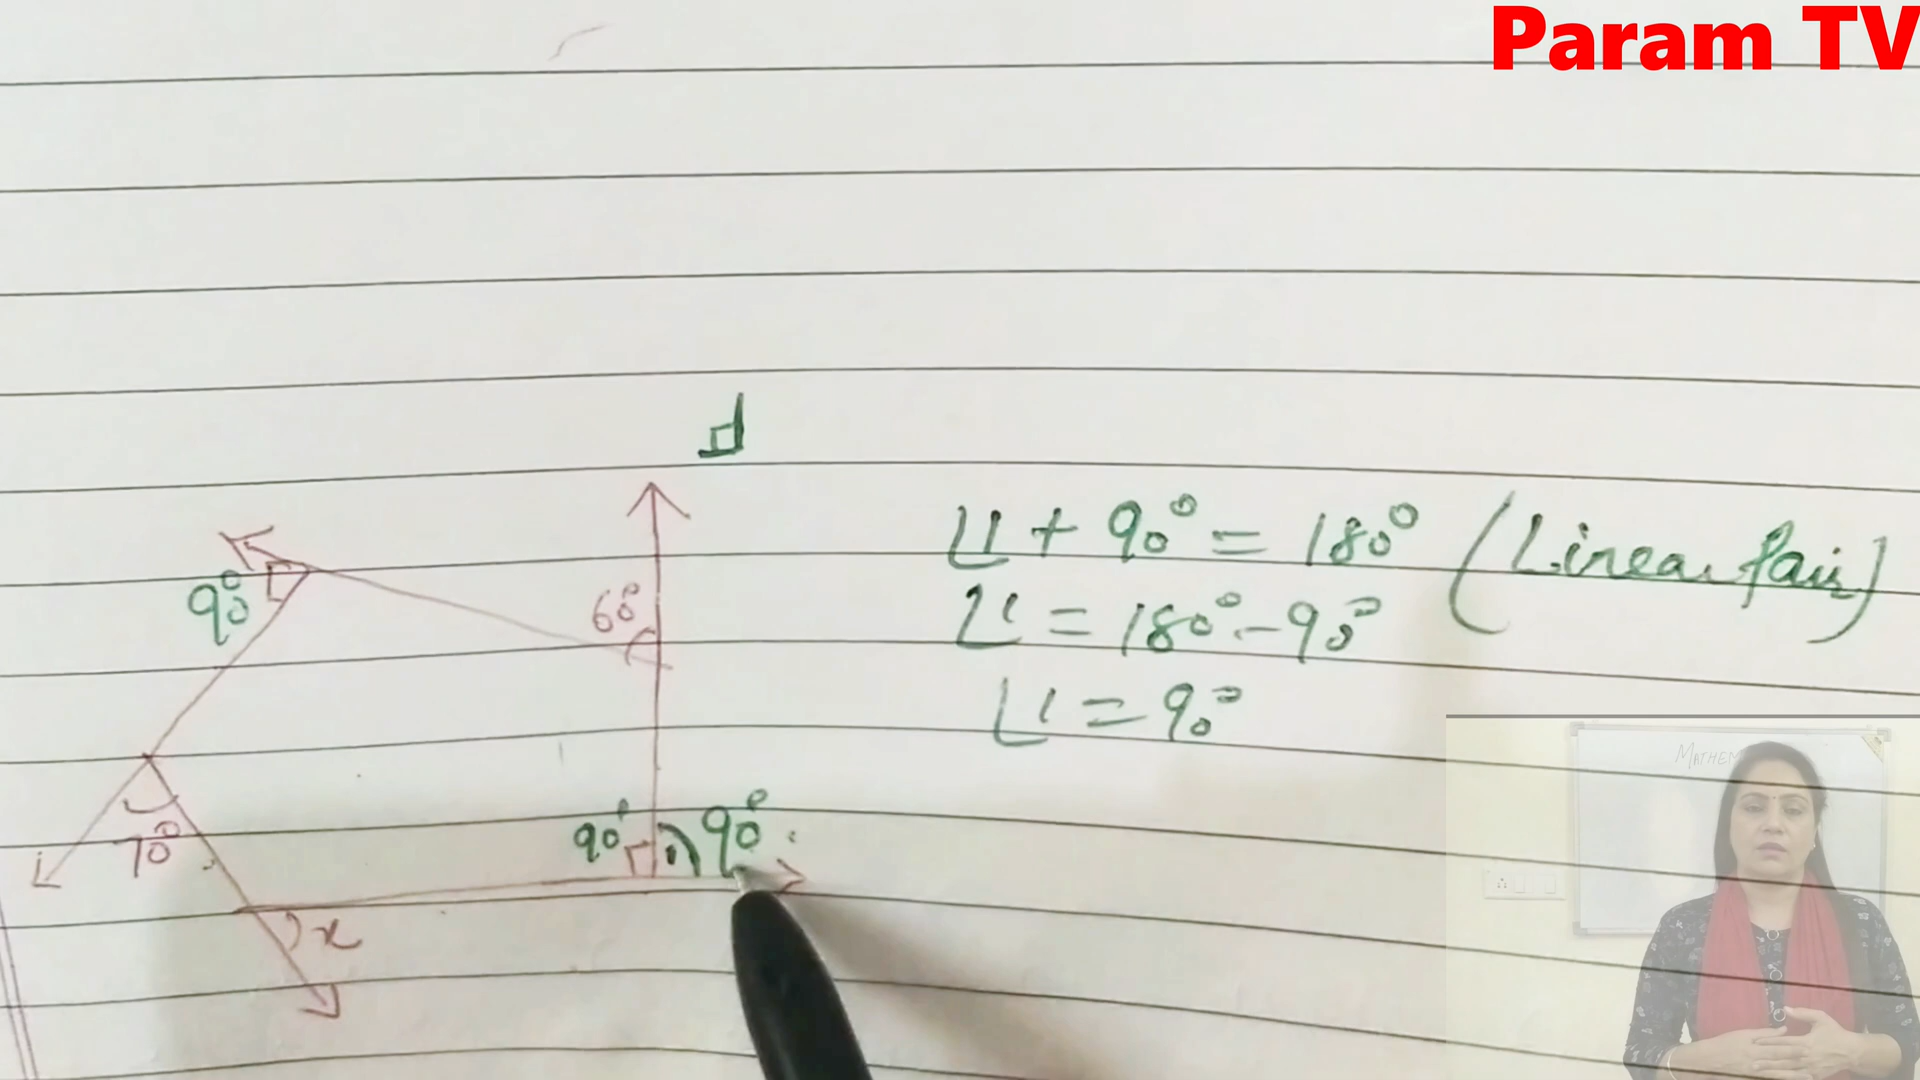 Param TV
∠1 + 90° = 180° (Linear pair)
∠1 = 180° - 90°
∠1 = 90°
90°
60°
70°
90° 90°
x